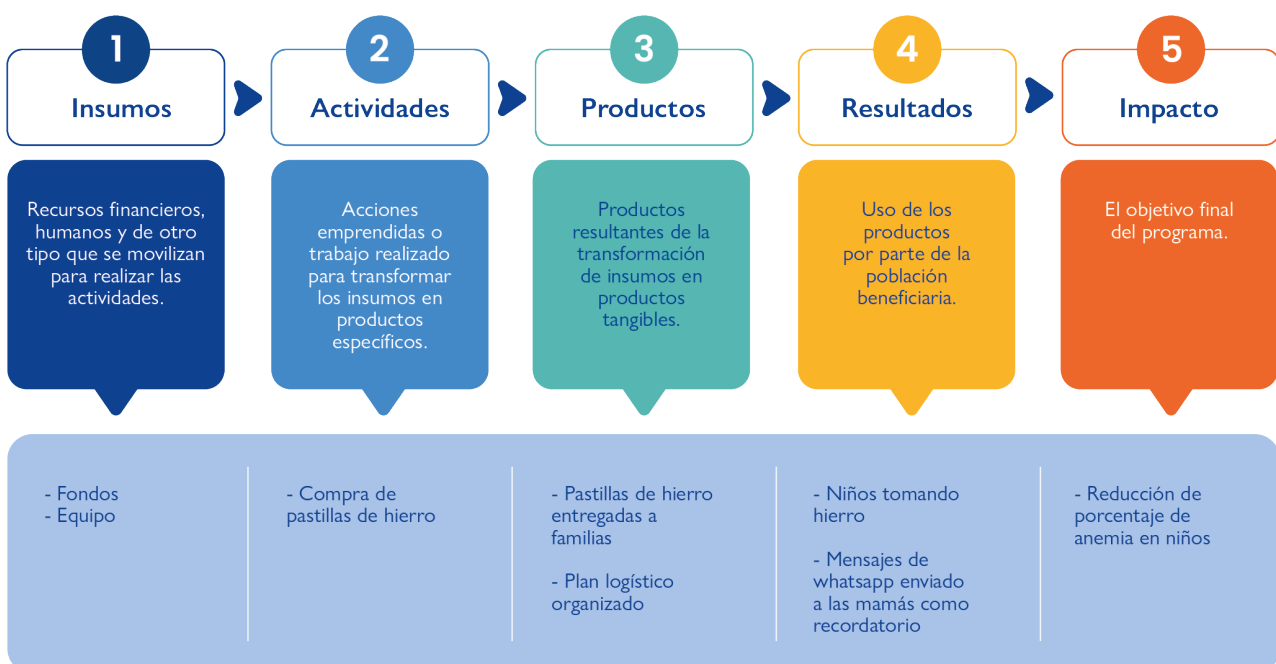 1
Insumos
2
Actividades
3
Productos
4
Resultados
5
Impacto
Recursos financieros,
humanos y de otro
tipo que se movilizan
para realizar las
actividades.
Acciones
emprendidas o
trabajo realizado
para transformar
los insumos en
productos
específicos.
Productos
resultantes de la
transformación
de insumos en
productos
tangibles.
Uso de los
productos
por parte de la
población
beneficiaria.
El objetivo final
del programa.
- Fondos
- Equipo
- Compra de
pastillas de hierro
- Pastillas de hierro
entregadas a
familias
- Plan logístico
organizado
- Niños tomando
hierro
- Mensajes de
whatsapp enviado
a las mamás como
recordatorio
- Reducción de
porcentaje de
anemia en niños